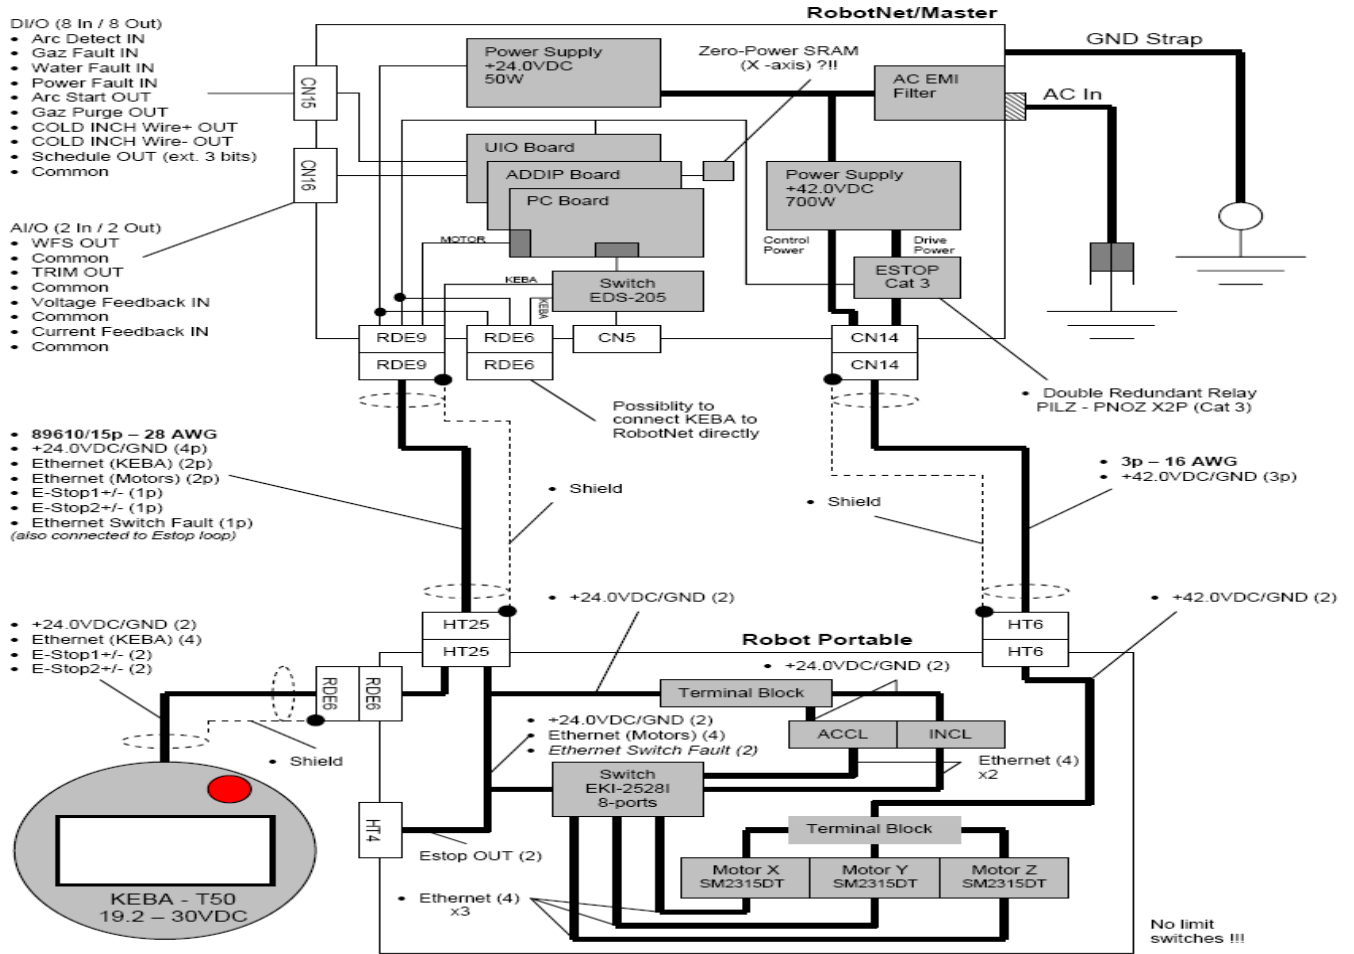 RobotNet/Master
DI/O (8 In / 8 Out)
• Arc Detect IN
• Gaz Fault IN
• Water Fault IN
• Power Fault IN
• Arc Start OUT
• Gaz Purge OUT
• COLD INCH Wire+ OUT
• COLD INCH Wire- OUT
• Schedule OUT (ext. 3 bits)
• Common
AI/O (2 In / 2 Out)
• WFS OUT
• Common
• TRIM OUT
• Common
• Voltage Feedback IN
• Common
• Current Feedback IN
• Common
CN15
CN16
Power Supply
+24.0VDC
50W
Zero-Power SRAM
(X -axis) ?!!
AC EMI
Filter
GND Strap
AC In
UIO Board
ADDIP Board
PC Board
Power Supply
+42.0VDC
700W
MOTOR
Control
Power
Drive
Power
KEBA
KEBA
Switch
EDS-205
ESTOP
Cat 3
RDE9
RDE6
CN5
CN14
RDE9
RDE6
CN14
Possiblity to
connect KEBA to
RobotNet directly
• Double Redundant Relay
PILZ - PNOZ X2P (Cat 3)
• 89610/15p – 28 AWG
• +24.0VDC/GND (4p)
• Ethernet (KEBA) (2p)
• Ethernet (Motors) (2p)
• E-Stop1+/- (1p)
• E-Stop2+/- (1p)
• Ethernet Switch Fault (1p)
(also connected to Estop loop)
• Shield
• Shield
• 3p – 16 AWG
• +42.0VDC/GND (3p)
• +24.0VDC/GND (2)
• +42.0VDC/GND (2)
HT25
HT25
HT6
HT6
Robot Portable
• +24.0VDC/GND (2)
• Ethernet (KEBA) (4)
• E-Stop1+/- (2)
• E-Stop2+/- (2)
RDE6
RDE6
• Shield
• +24.0VDC/GND (2)
Terminal Block
• +24.0VDC/GND (2)
• Ethernet (Motors) (4)
• Ethernet Switch Fault (2)
ACCL
INCL
Ethernet (4)
x2
Switch
EKI-2528I
8-ports
HT4
Estop OUT (2)
Terminal Block
Motor X
SM2315DT
Motor Y
SM2315DT
Motor Z
SM2315DT
• Ethernet (4)
x3
KEBA - T50
19.2 – 30VDC
No limit
switches !!!